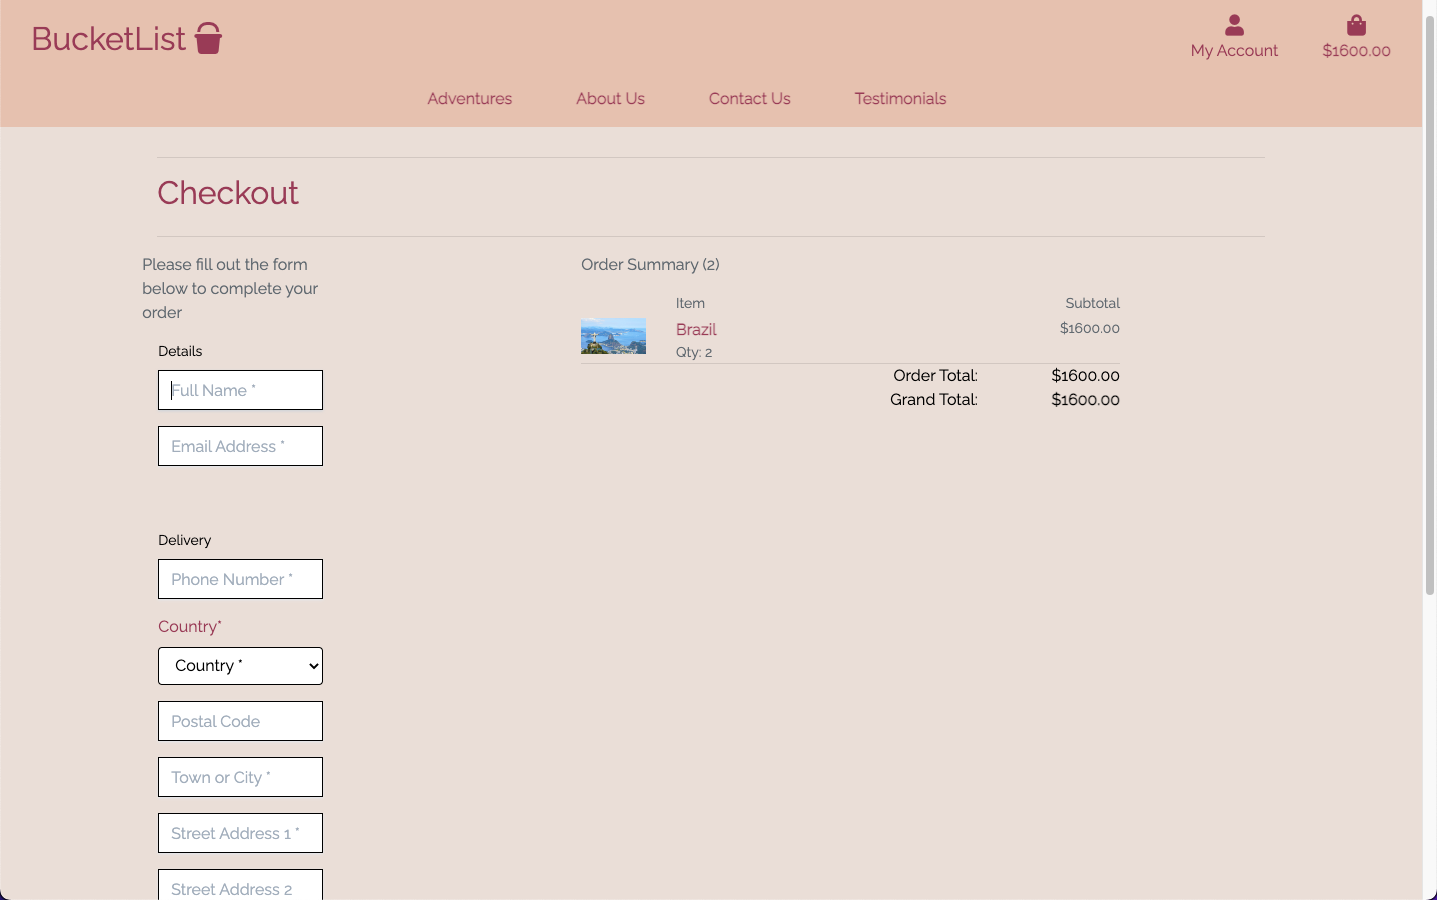 BucketList
My Account
$1600.00
Adventures
About Us
Contact Us
Testimonials
Checkout
Please fill out the form
below to complete your
order
Details
Full Name *
Email Address *
Delivery
Phone Number *
Country*
Country *
Postal Code
Town or City *
Street Address 1 *
Street Address 2
Order Summary (2)
Item
Subtotal
Brazil
$1600.00
Qty: 2
Order Total:
$1600.00
Grand Total:
$1600.00